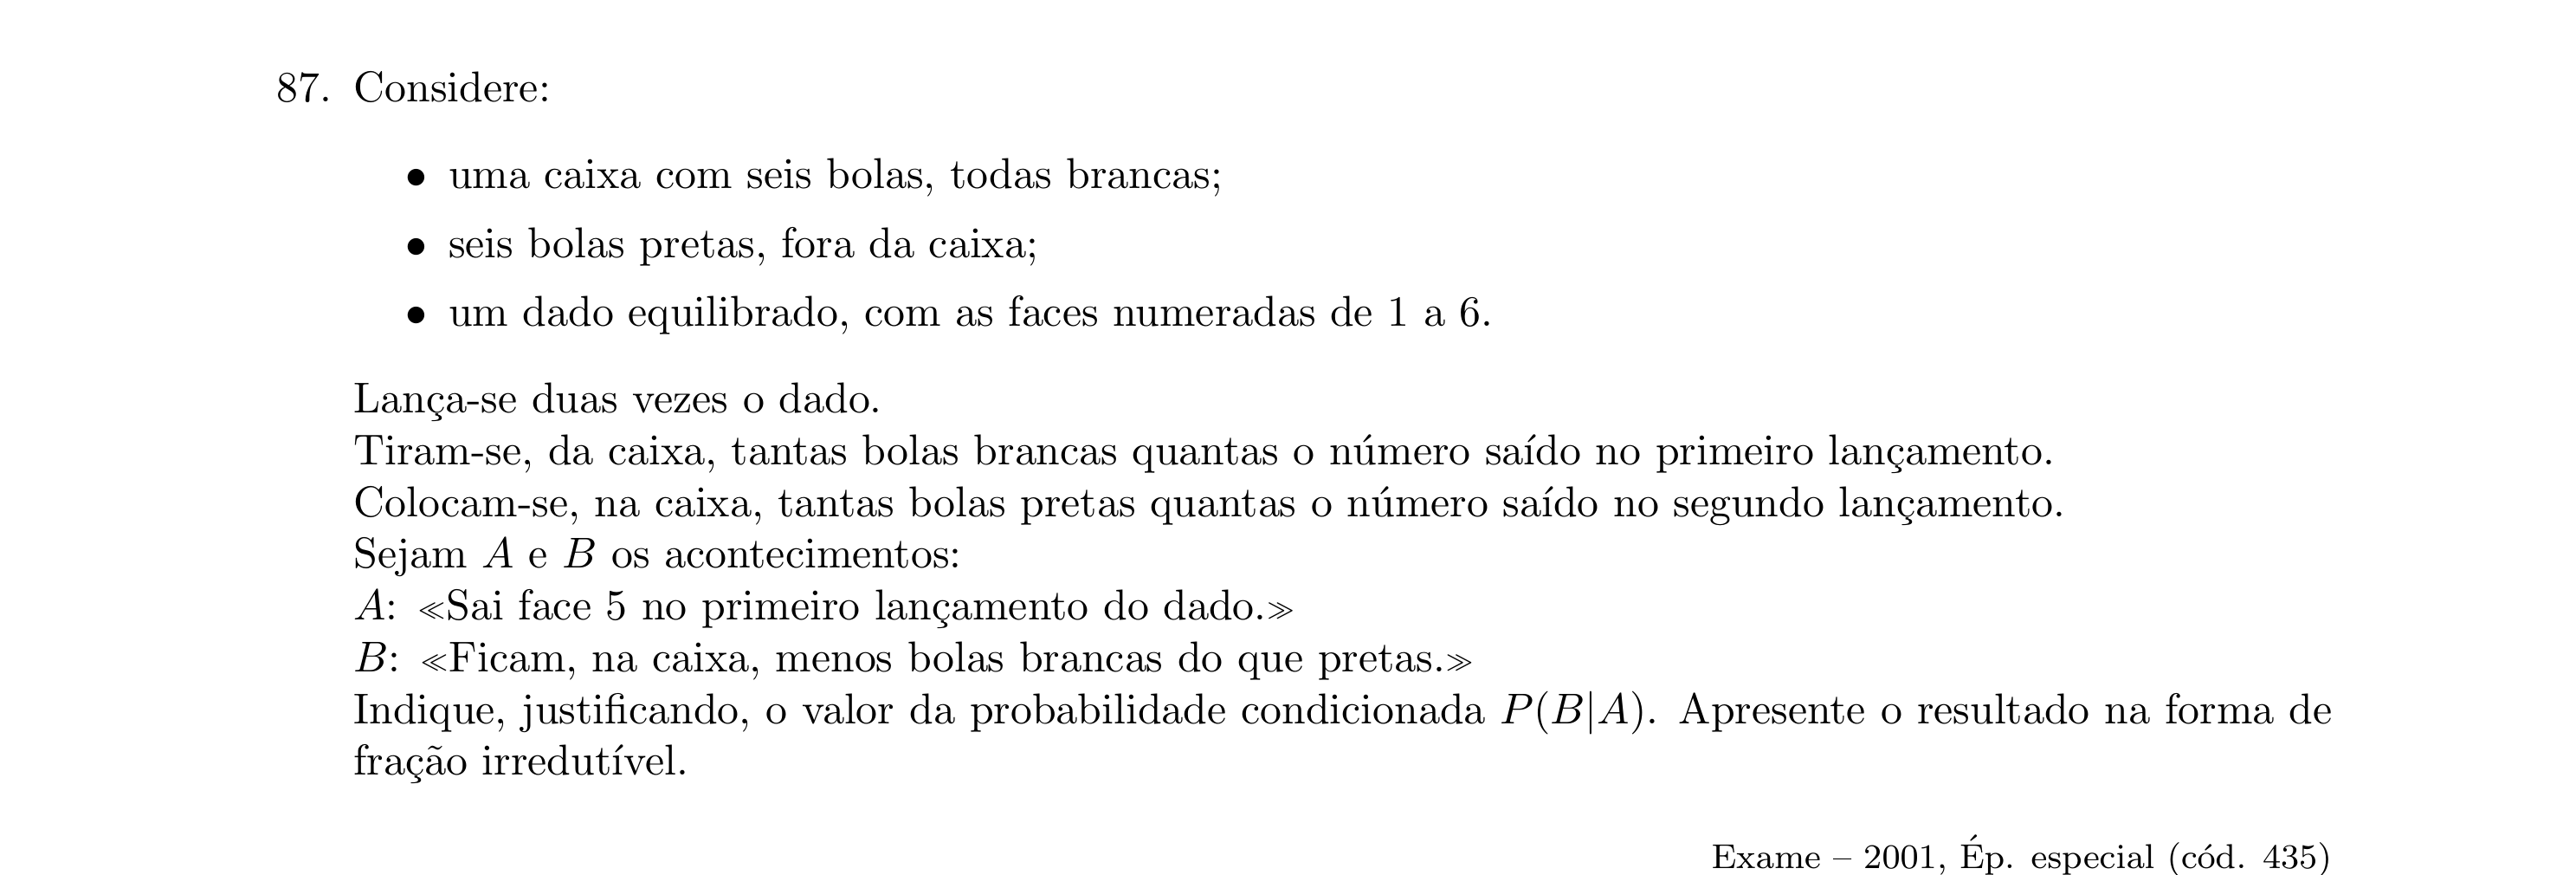 87. Considere:
• uma caixa com seis bolas, todas brancas;
• seis bolas pretas, fora da caixa;
• um dado equilibrado, com as faces numeradas de 1 a 6.
Lança-se duas vezes o dado.
Tiram-se, da caixa, tantas bolas brancas quantas o número saído no primeiro lançamento.
Colocam-se, na caixa, tantas bolas pretas quantas o número saído no segundo lançamento.
Sejam A e B os acontecimentos:
A: ≪Sai face 5 no primeiro lançamento do dado.≫
B: ≪Ficam, na caixa, menos bolas brancas do que pretas.≫
Indique, justificando, o valor da probabilidade condicionada P(B|A). Apresente o resultado na forma de
fração irredutível.
Exame – 2001, Ép. especial (cód. 435)